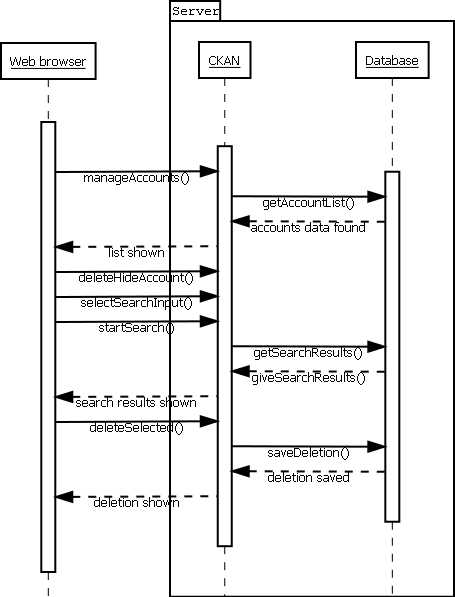 Server
Web browser
CKAN
Database
manageAccounts()
getAccountList()
accounts data found
list shown
deleteHideAccount()
selectSearchInput()
startSearch()
getSearchResults()
giveSearchResults()
search results shown
deleteSelected()
saveDeletion()
deletion saved
deletion shown